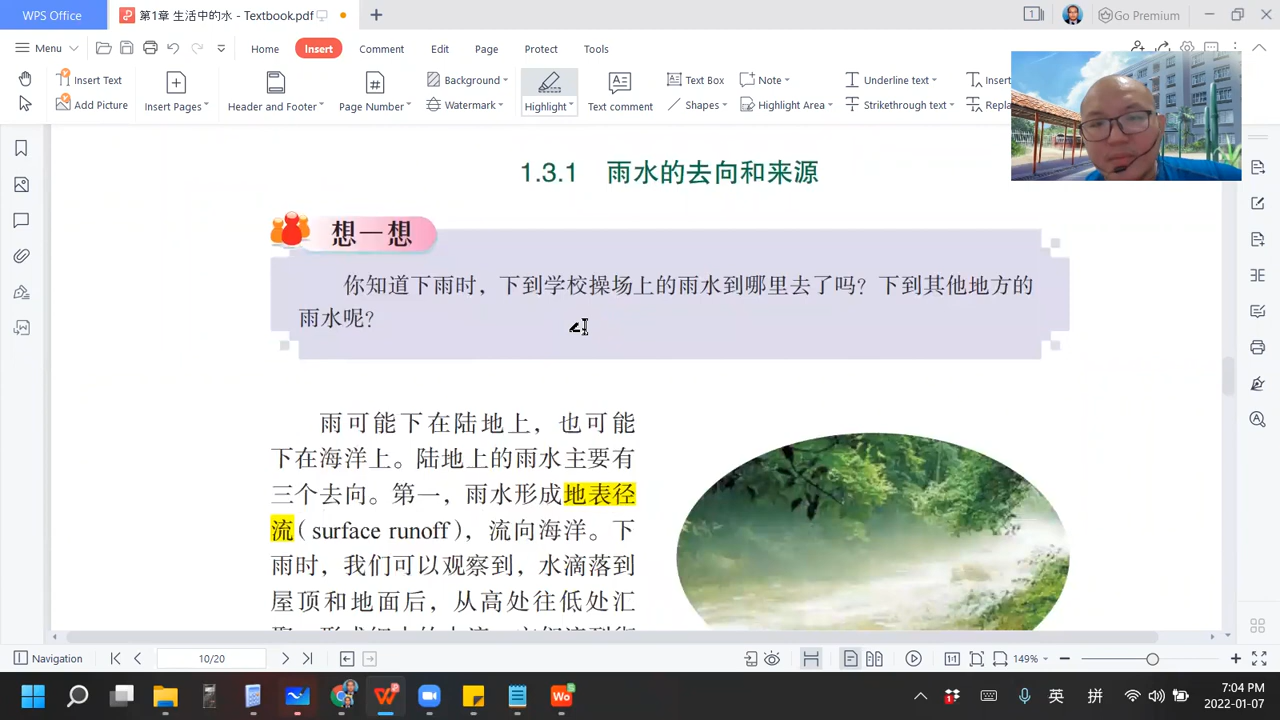 WPS Office
第1章 生活中的水 - Textbook.pdf
1
Go Premium
Menu
Home
Insert
Comment
Edit
Page
Protect
Tools
Insert Text
Add Picture
Insert Pages
Header and Footer
Page Number
Background
Watermark
Highlight
Text comment
Text Box
Shapes
Note
Highlight Area
Underline text
Strikethrough text
1.3.1 雨水的去向和来源
想一想
你知道下雨时，下到学校操场上的雨水到哪里去了吗？下到其他地方的
雨水呢？
雨可能下在陆地上，也可能
下在海洋上。陆地上的雨水主要有
三个去向。第一，雨水形成地表径
流（surface runoff），流向海洋。下
雨时，我们可以观察到，水滴落到
屋顶和地面后，从高处往低处汇
Navigation
10/20
149%
英
拼
7:04 PM
2022-01-07